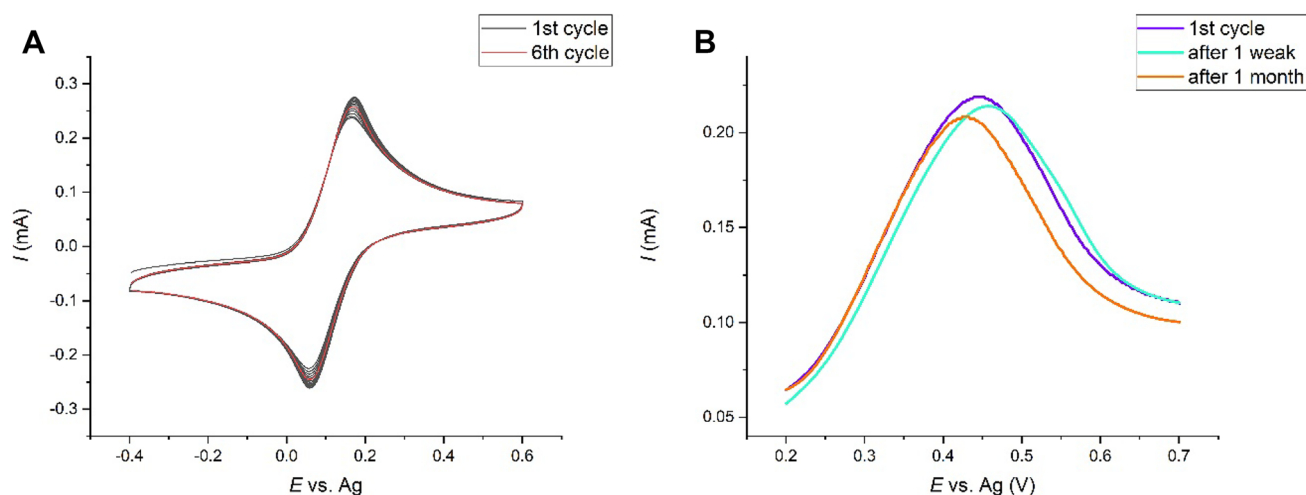 A
1st cycle
6th cycle
0.3
0.2
0.1
0.0
-0.1
-0.2
-0.3
I (mA)
-0.4
-0.2
0.0
0.2
0.4
0.6
E vs. Ag
B
1st cycle
after 1 weak
after 1 month
0.20
0.15
0.10
0.05
I (mA)
0.2
0.3
0.4
0.5
0.6
0.7
E vs. Ag (V)